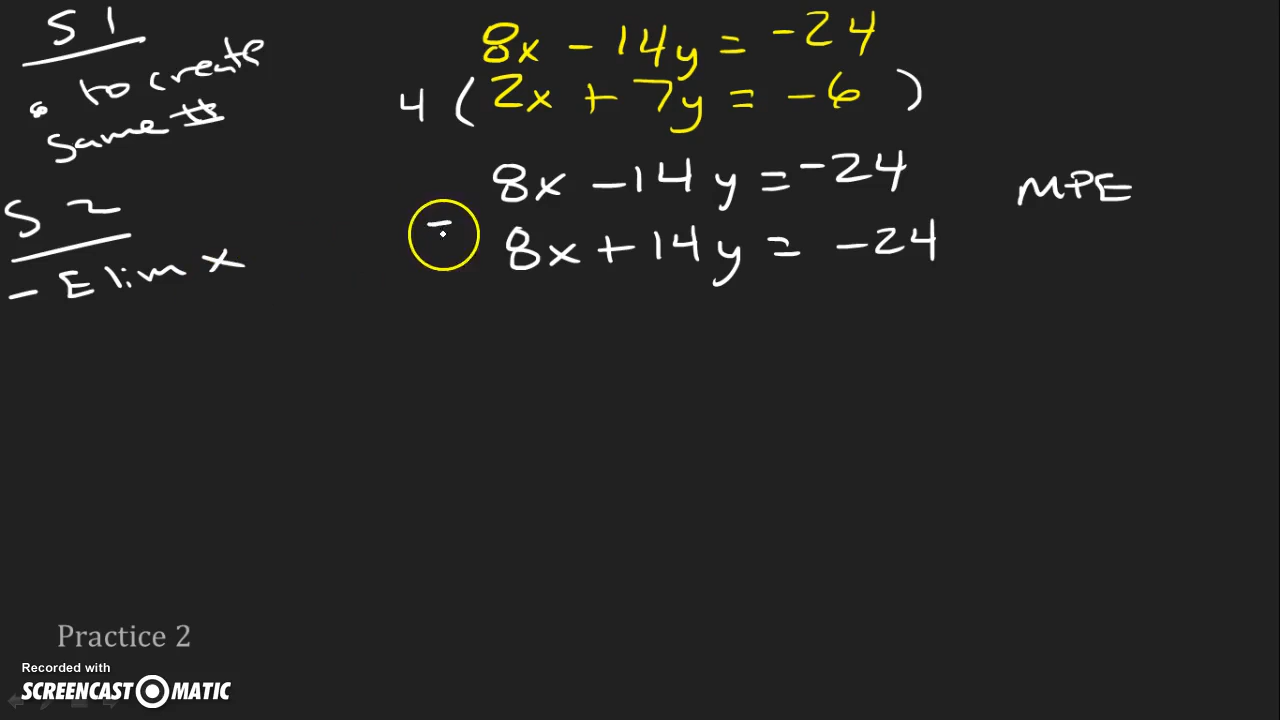 S 1
• to create
same #
8x - 14y = -24
4 ( 2x + 7y = -6 )
8x - 14y = -24
MPE
S 2
- Elim x
- 8x + 14y = -24
Practice 2
Recorded with
SCREENCAST MATIC